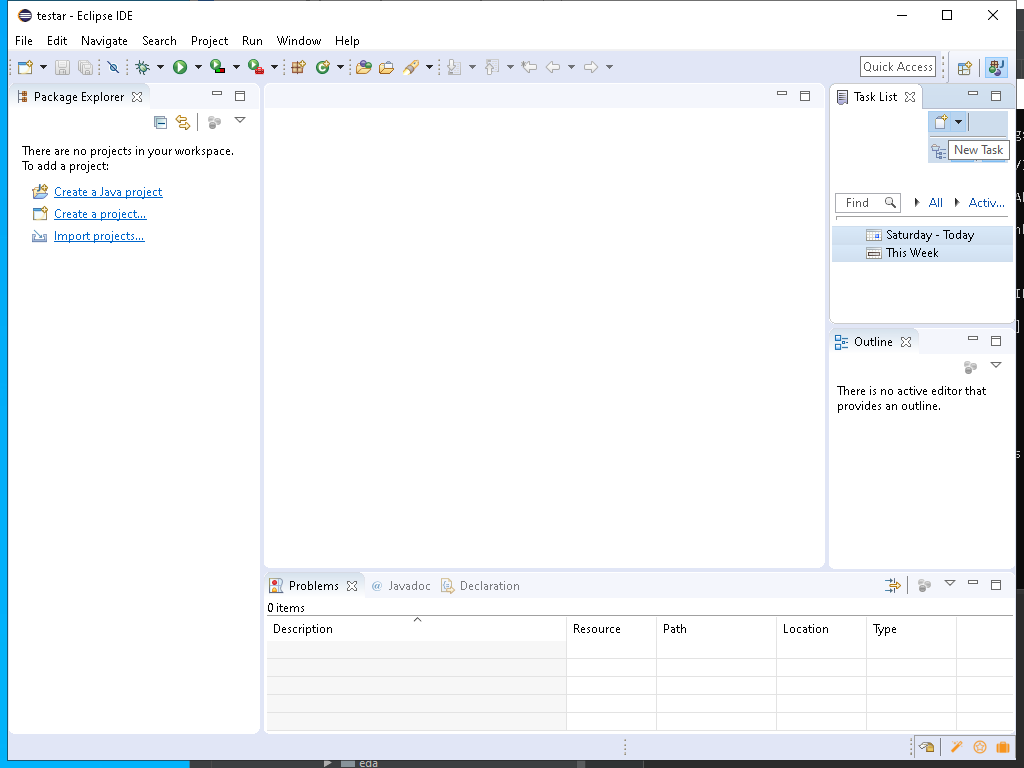 testar - Eclipse IDE
File Edit Navigate Search Project Run Window Help
Quick Access
Package Explorer
Task List
There are no projects in your workspace.
To add a project:
New Task
Create a Java project
Create a project...
Import projects...
Find All Activ...
Saturday - Today
This Week
Outline
There is no active editor that
provides an outline.
Problems @ Javadoc Declaration
0 items
Description Resource Path Location Type
eda